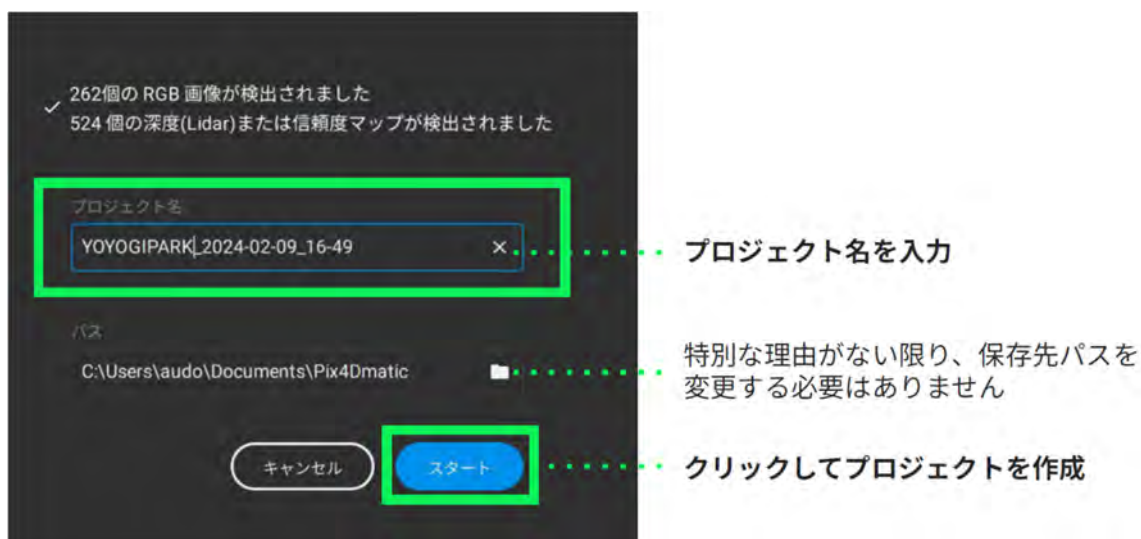 262個の RGB 画像が検出されました
524 個の深度(Lidar)または信頼度マップが検出されました
プロジェクト名
YOYOGIPARK_2024-02-09_16-49
プロジェクト名を入力
パス
C:\Users\audo\Documents\Pix4Dmatic
特別な理由がない限り、保存先パスを
変更する必要はありません
キャンセル
スタート
クリックしてプロジェクトを作成